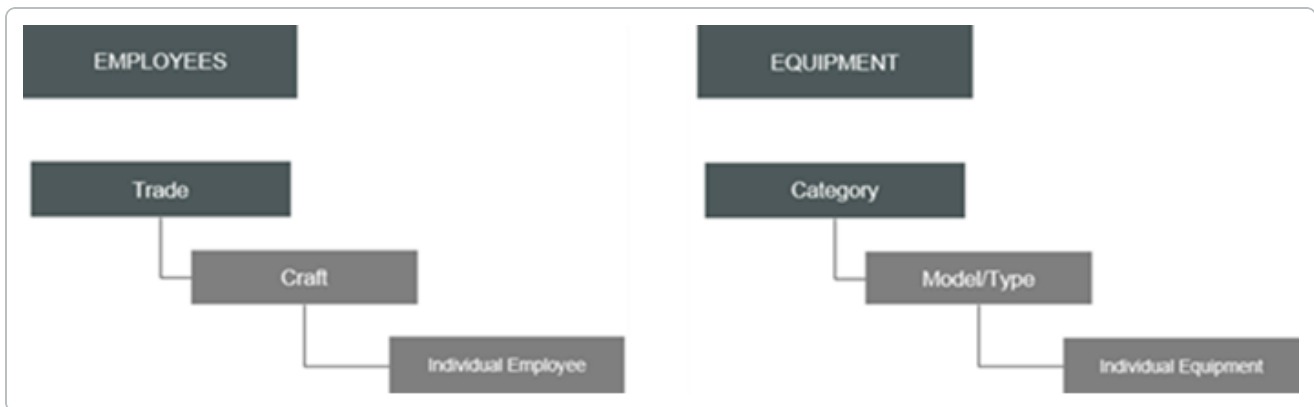 EMPLOYEES
Trade
Craft
Individual Employee
EQUIPMENT
Category
Model/Type
Individual Equipment